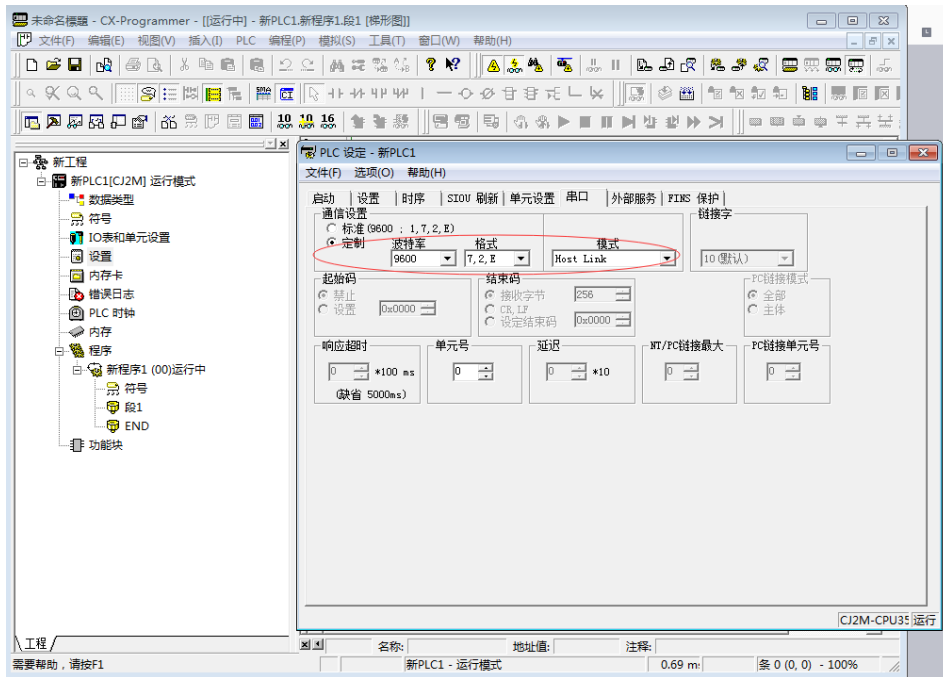 未命名標題 - CX-Programmer - [[运行中] - 新PLC1.新程序1.段1 [梯形图]]
文件(F) 编辑(E) 视图(V) 插入(I) PLC 编程(P) 模拟(S) 工具(T) 窗口(W) 帮助(H)
10 10 16
新工程
新PLC1[CJ2M] 运行模式
数据类型
符号
IO表和单元设置
设置
内存卡
错误日志
PLC 时钟
内存
程序
新程序1 (00)运行中
符号
段1
END
功能块
工程
PLC 设定 - 新PLC1
文件(F) 选项(O) 帮助(H)
启动 设置 时序 SIOU 刷新 单元设置 串口 外部服务 FINS 保护
通信设置 链接字
标准(9600 ; 1,7,2,E)
定制 波特率 格式 模式
9600 7,2,E Host Link 10(默认)
起始码 结束码 PC链接模式
禁止 接收字节 256 全部
设置 0x0000 CR,LF 主体
设定结束码 0x0000
响应超时 单元号 延迟 NT/PC链接最大 PC链接单元号
0 *100 ms 0 0 *10 0 0
(缺省 5000ms)
CJ2M-CPU35 运行
名称: 地址值: 注释:
需要帮助，请按F1 新PLC1 - 运行模式 0.69 m: 条 0 (0, 0) - 100%